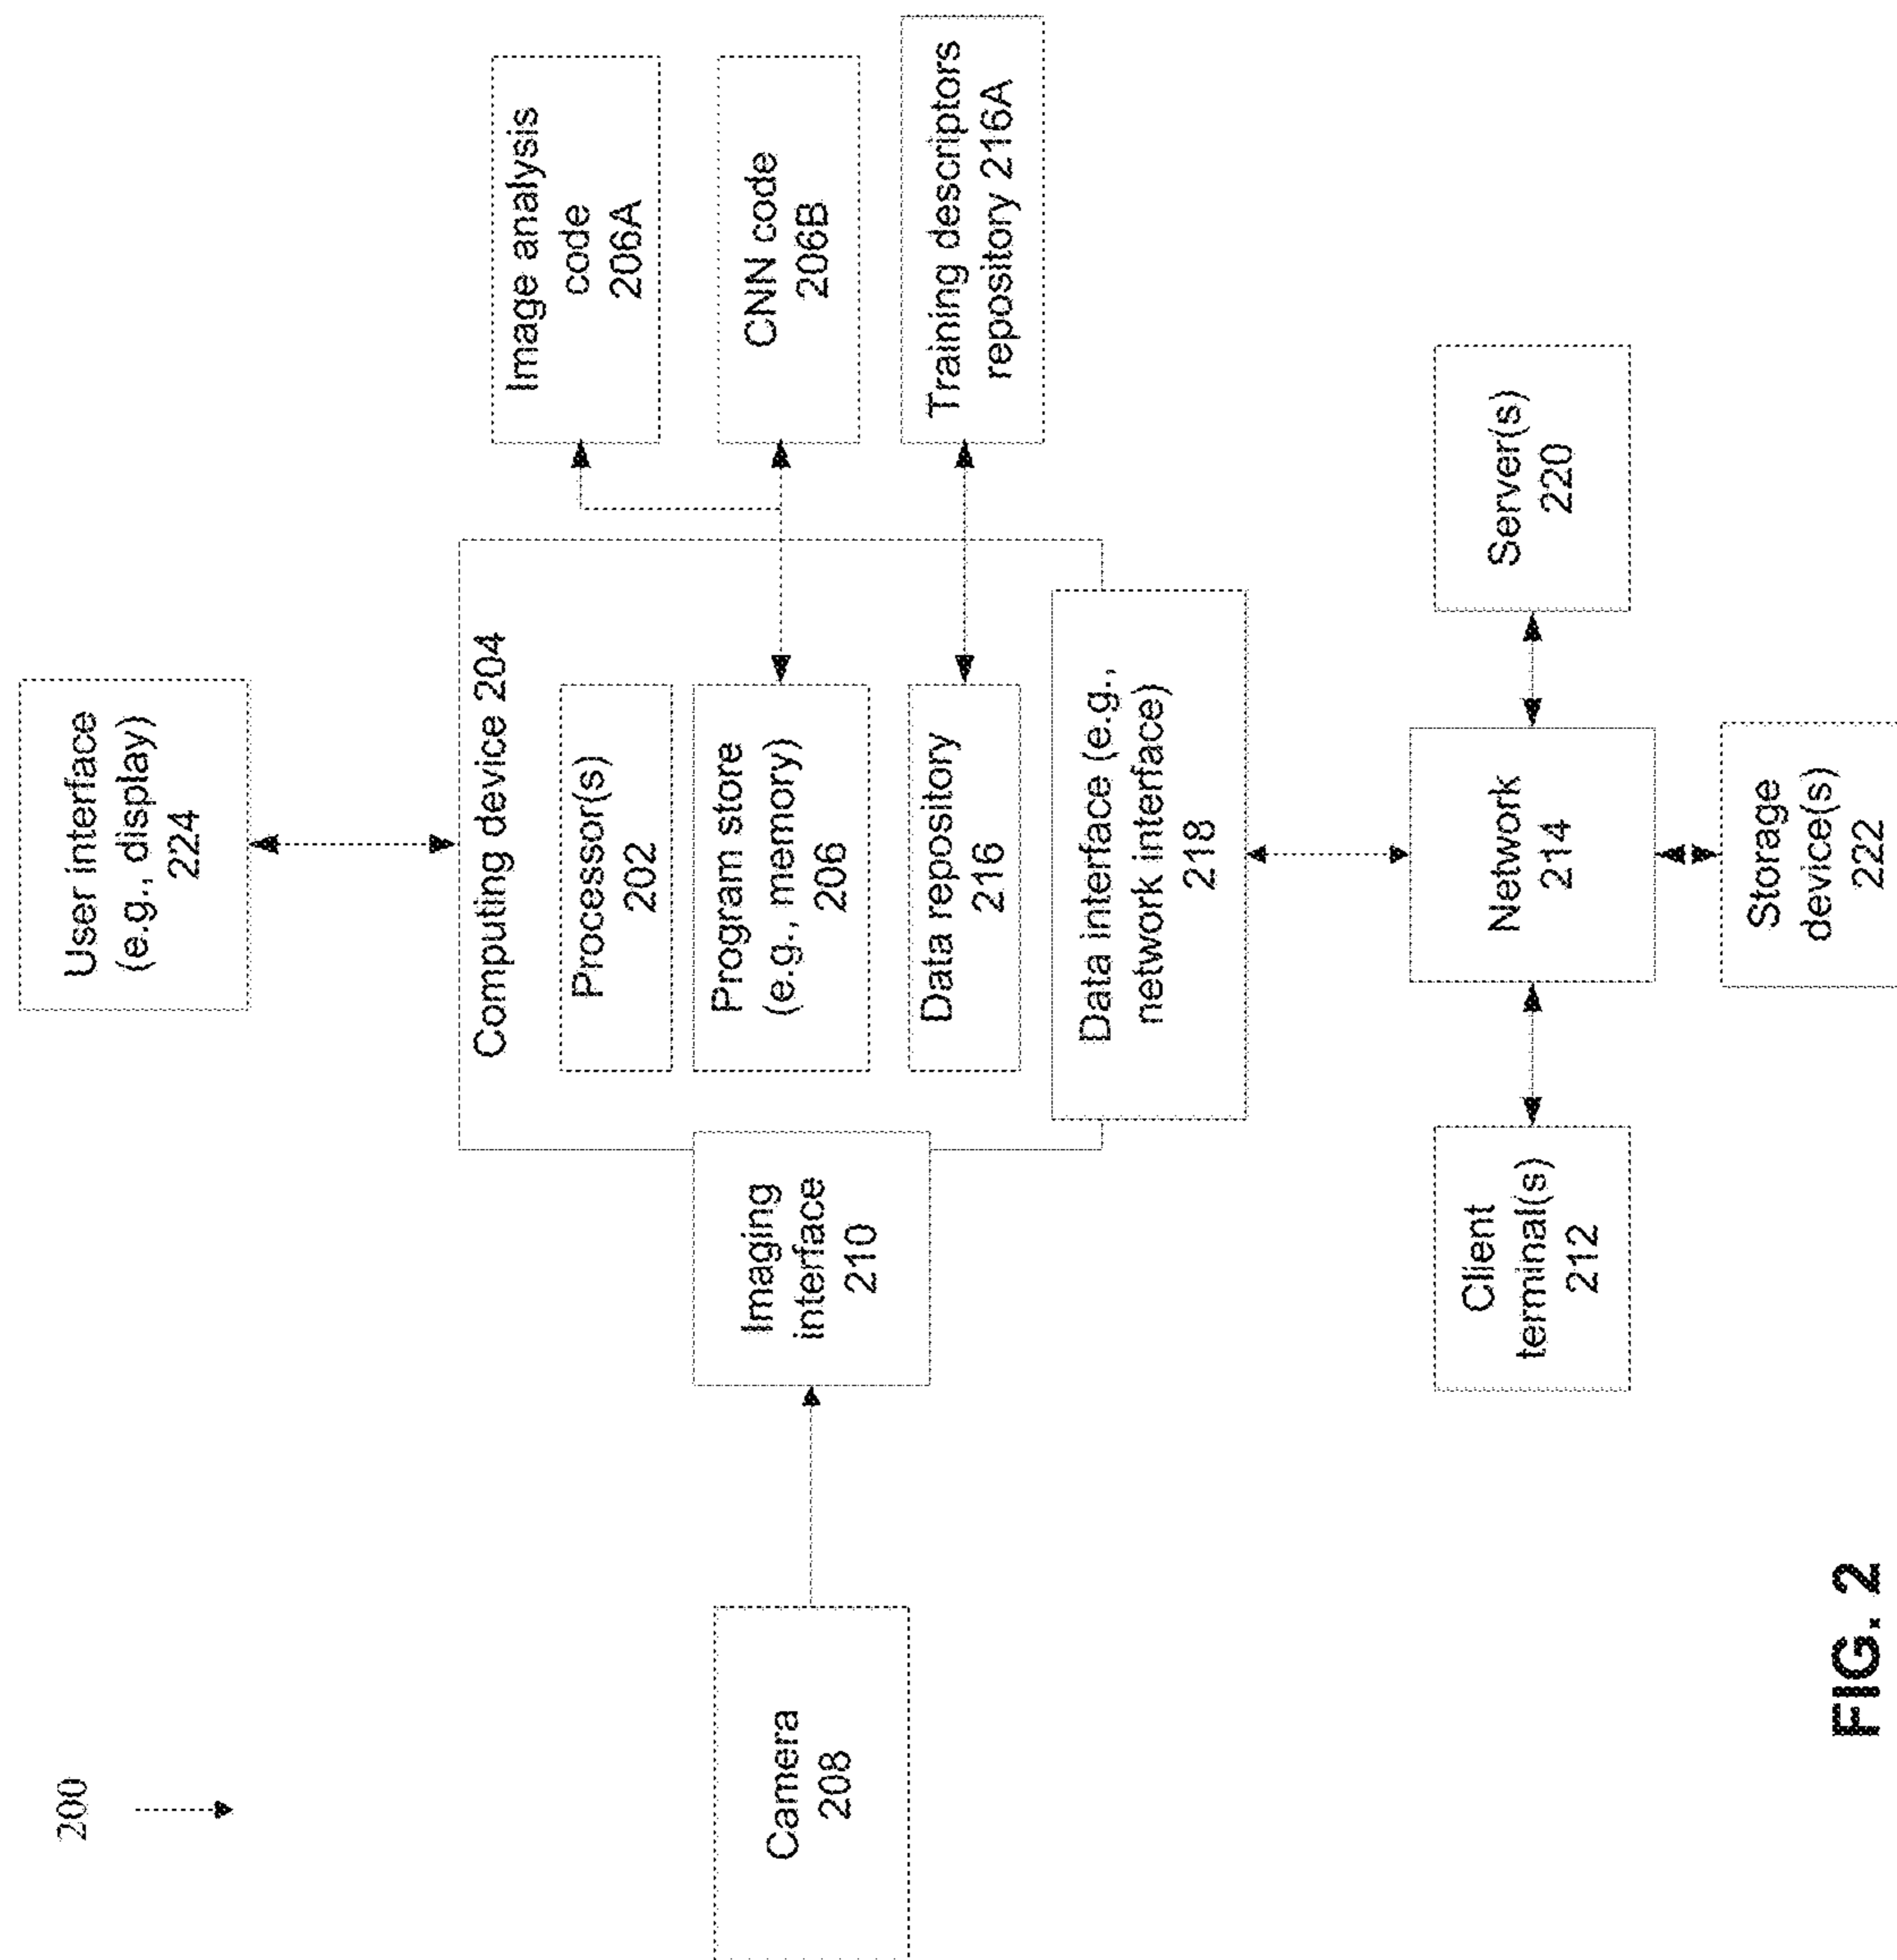 200
User interface
(e.g., display)
224
Computing device 204
Processor(s)
202
Program store
(e.g., memory)
206
Data repository
216
Data interface (e.g.,
network interface)
218
Image analysis
code
206A
CNN code
206B
Training descriptors
repository 216A
Camera
208
Imaging
interface
210
Client
terminal(s)
212
Network
214
Server(s)
220
Storage
device(s)
222
FIG. 2